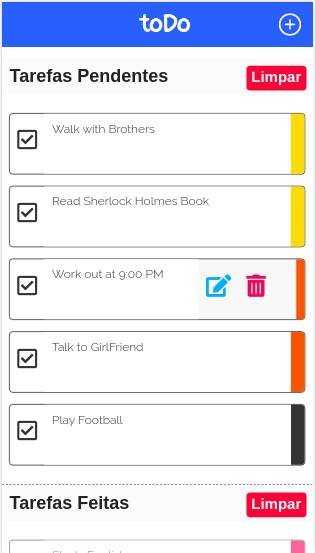 toDo
Tarefas Pendentes
Limpar
Walk with Brothers
Read Sherlock Holmes Book
Work out at 9:00 PM
Talk to GirlFriend
Play Football
Tarefas Feitas
Limpar